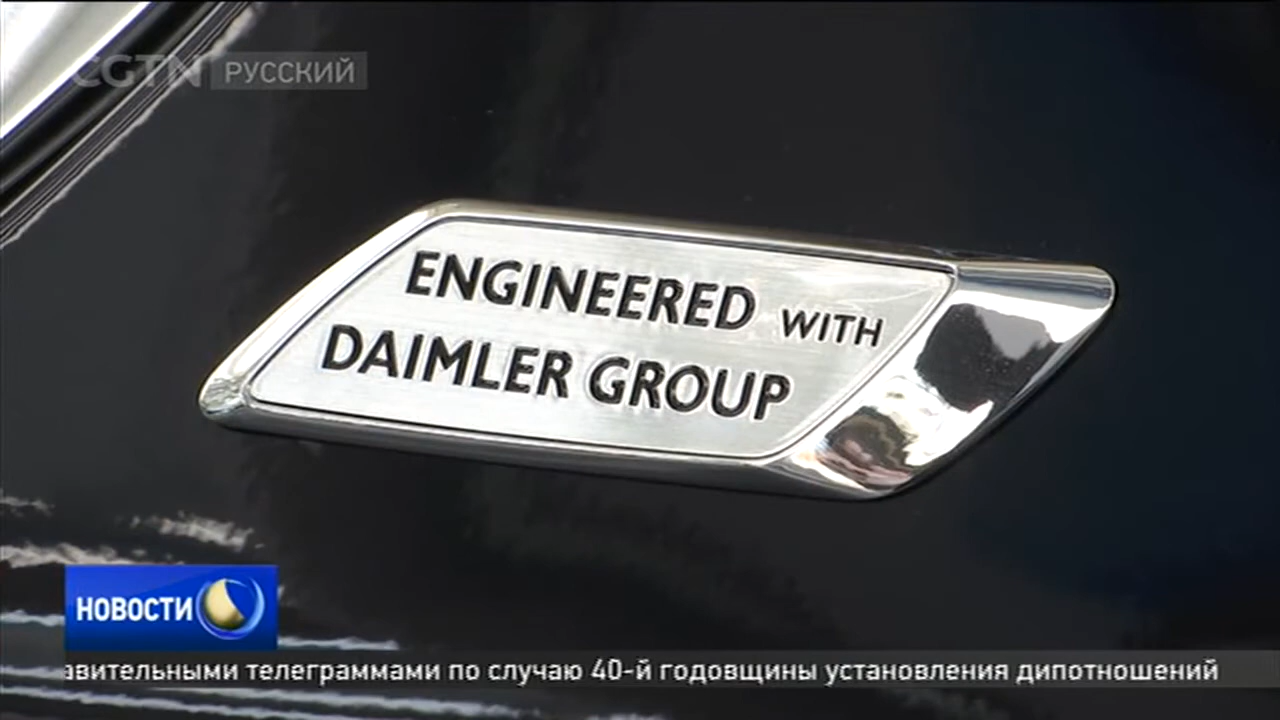 CGTN РУССКИЙ
ENGINEERED WITH
DAIMLER GROUP
НОВОСТИ
авительными телеграммами по случаю 40-й годовщины установления дипотношений